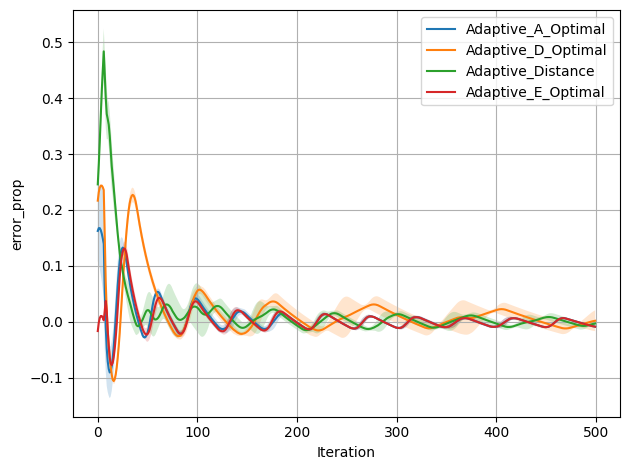 Adaptive_A_Optimal
Adaptive_D_Optimal
Adaptive_Distance
Adaptive_E_Optimal
error_prop
0.5
0.4
0.3
0.2
0.1
0.0
−0.1
0
100
200
300
400
500
Iteration